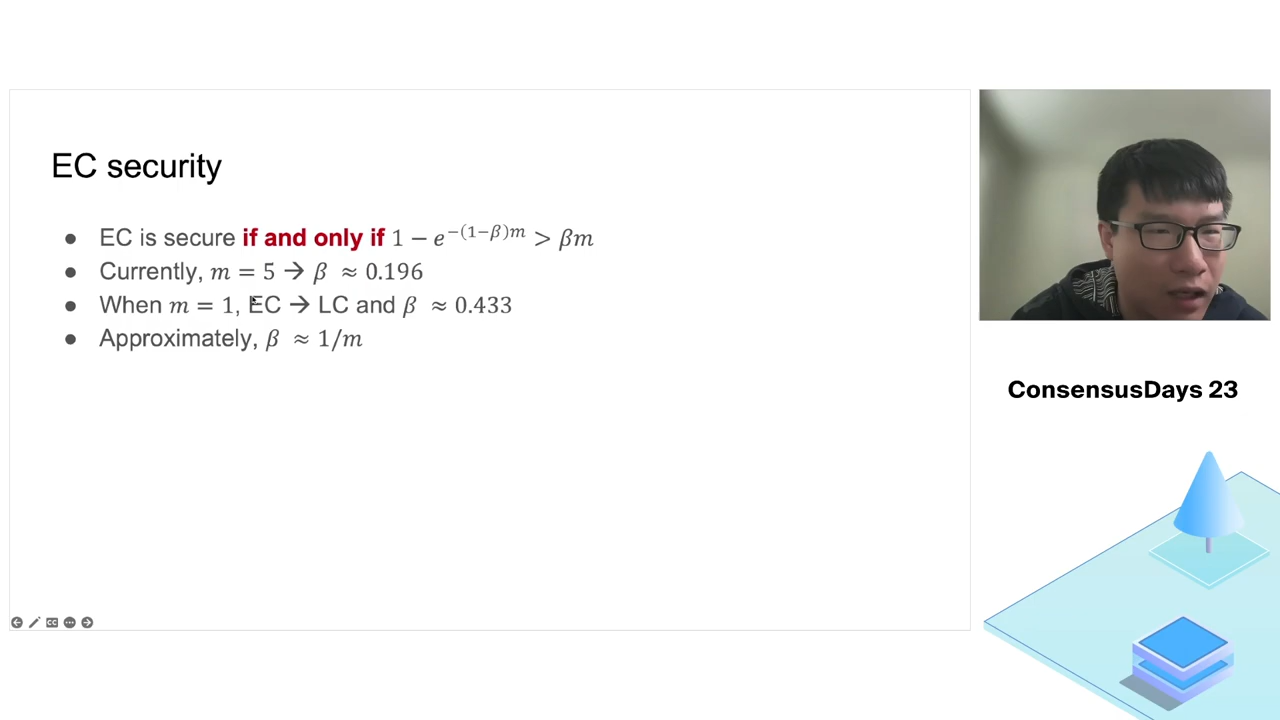 EC security
● EC is secure if and only if 1 − e^{−(1−β)m} > βm
● Currently, m = 5 → β ≈ 0.196
● When m = 1, EC → LC and β ≈ 0.433
● Approximately, β ≈ 1/m
ConsensusDays 23